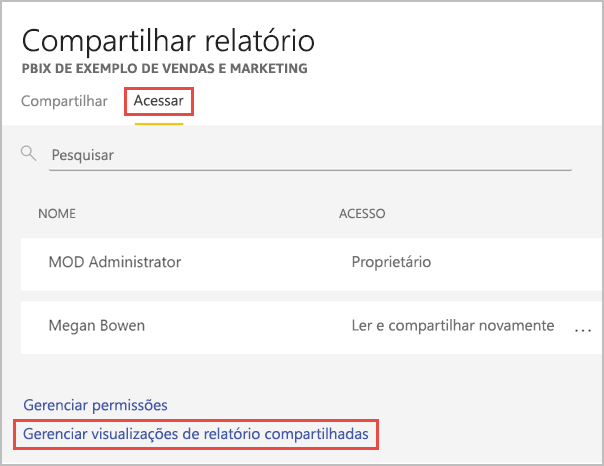 Compartilhar relatório
PBIX DE EXEMPLO DE VENDAS E MARKETING
Compartilhar Acessar
Pesquisar
NOME ACESSO
MOD Administrator Proprietário
Megan Bowen Ler e compartilhar novamente ...
Gerenciar permissões
Gerenciar visualizações de relatório compartilhadas